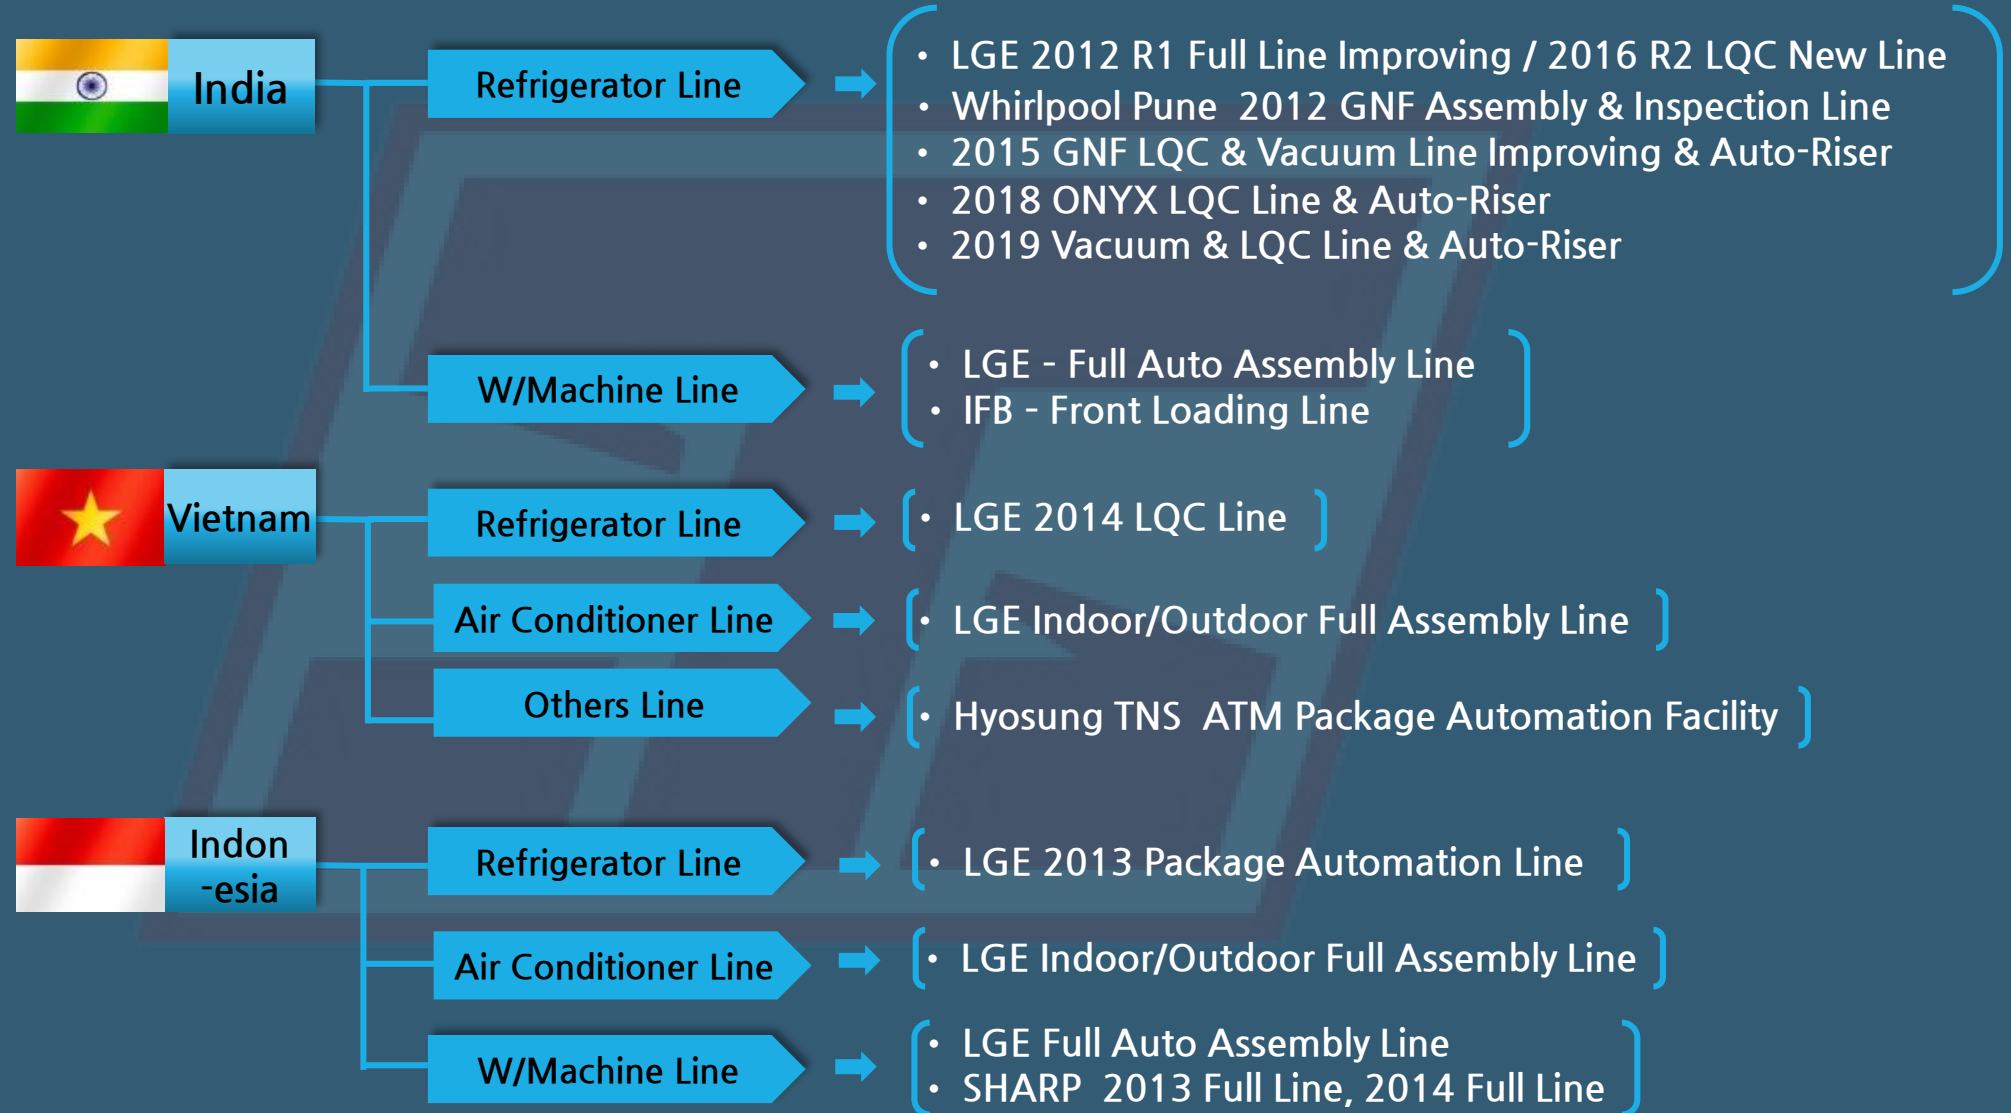 India
Refrigerator Line
• LGE 2012 R1 Full Line Improving / 2016 R2 LQC New Line
• Whirlpool Pune 2012 GNF Assembly & Inspection Line
• 2015 GNF LQC & Vacuum Line Improving & Auto-Riser
• 2018 ONYX LQC Line & Auto-Riser
• 2019 Vacuum & LQC Line & Auto-Riser
W/Machine Line
• LGE - Full Auto Assembly Line
• IFB - Front Loading Line
Vietnam
Refrigerator Line
• LGE 2014 LQC Line
Air Conditioner Line
• LGE Indoor/Outdoor Full Assembly Line
Others Line
• Hyosung TNS ATM Package Automation Facility
Indon
-esia
Refrigerator Line
• LGE 2013 Package Automation Line
Air Conditioner Line
• LGE Indoor/Outdoor Full Assembly Line
W/Machine Line
• LGE Full Auto Assembly Line
• SHARP 2013 Full Line, 2014 Full Line